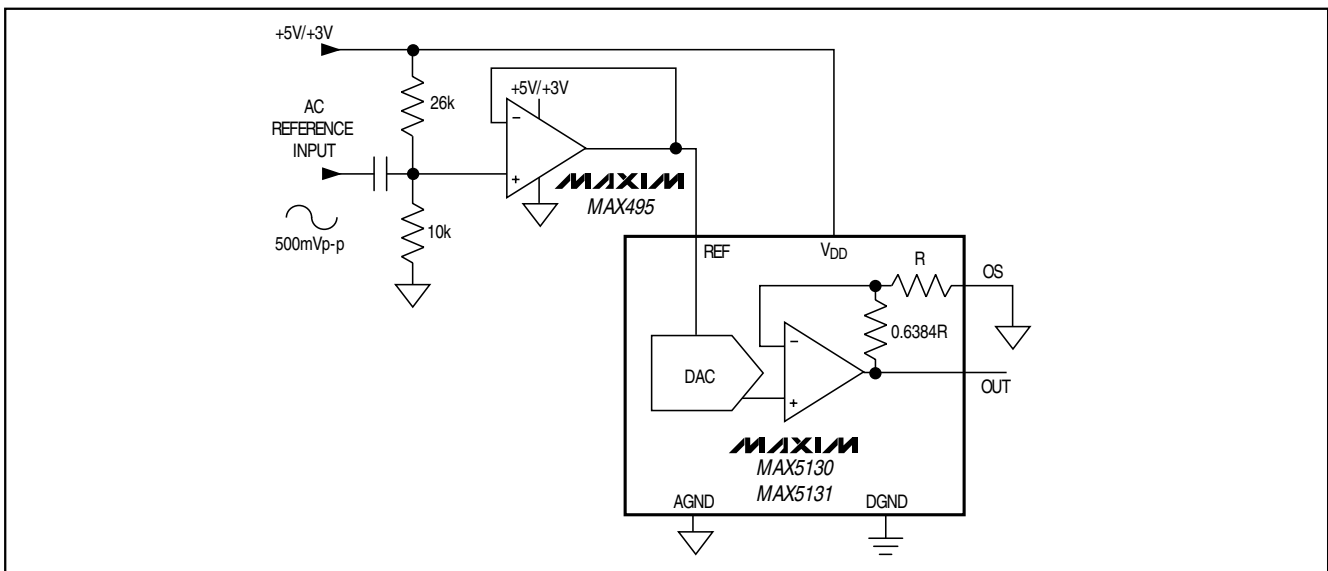 +5V/+3V
26k
+5V/+3V
AC
REFERENCE
INPUT
−
+
MAXIM
MAX495
10k
500mVp-p
REF
VDD
R
OS
0.6384R
−
DAC
+
OUT
MAXIM
MAX5130
MAX5131
AGND
DGND